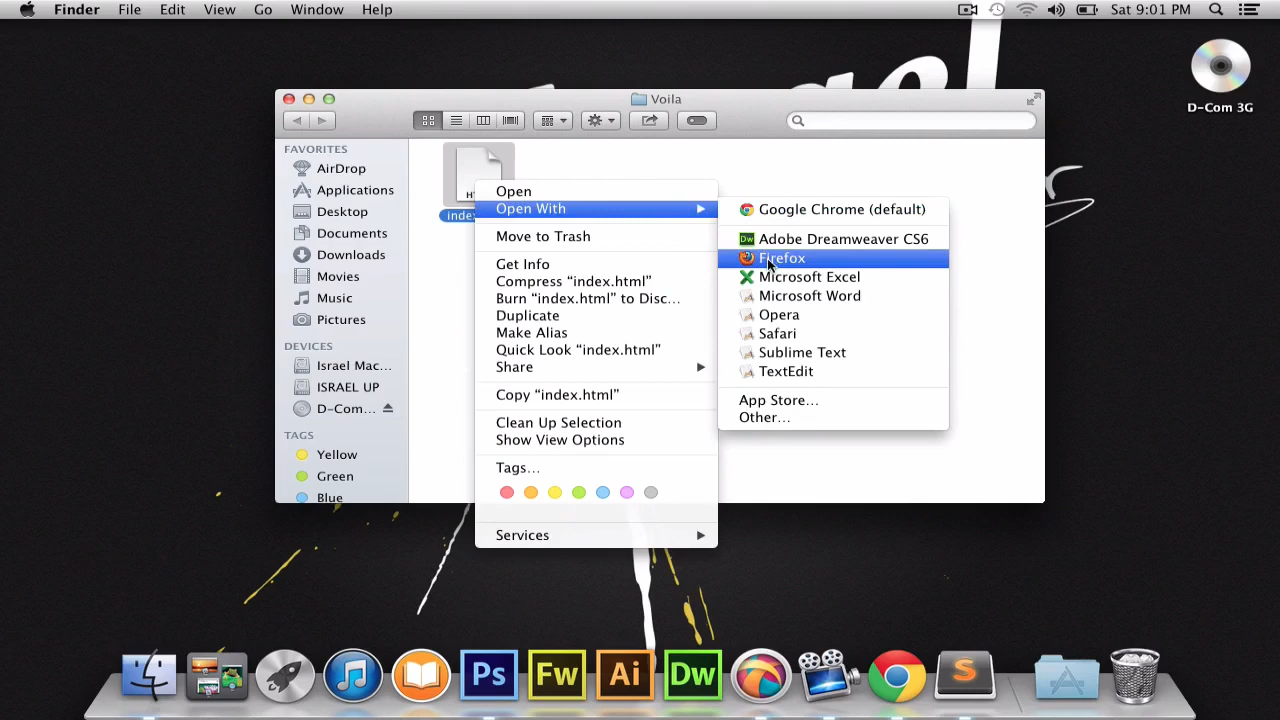 Finder File Edit View Go Window Help Sat 9:01 PM
D-Com 3G
Voila
FAVORITES
AirDrop
Applications
Desktop
Documents
Downloads
Movies
Music
Pictures
DEVICES
Israel Mac...
ISRAEL UP
D-Com...
TAGS
Yellow
Green
Blue
Open
Open With
Move to Trash
Get Info
Compress “index.html”
Burn “index.html” to Disc...
Duplicate
Make Alias
Quick Look “index.html”
Share
Copy “index.html”
Clean Up Selection
Show View Options
Tags...
Services
Google Chrome (default)
Adobe Dreamweaver CS6
Firefox
Microsoft Excel
Microsoft Word
Opera
Safari
Sublime Text
TextEdit
App Store...
Other...
Ps Fw Ai Dw S